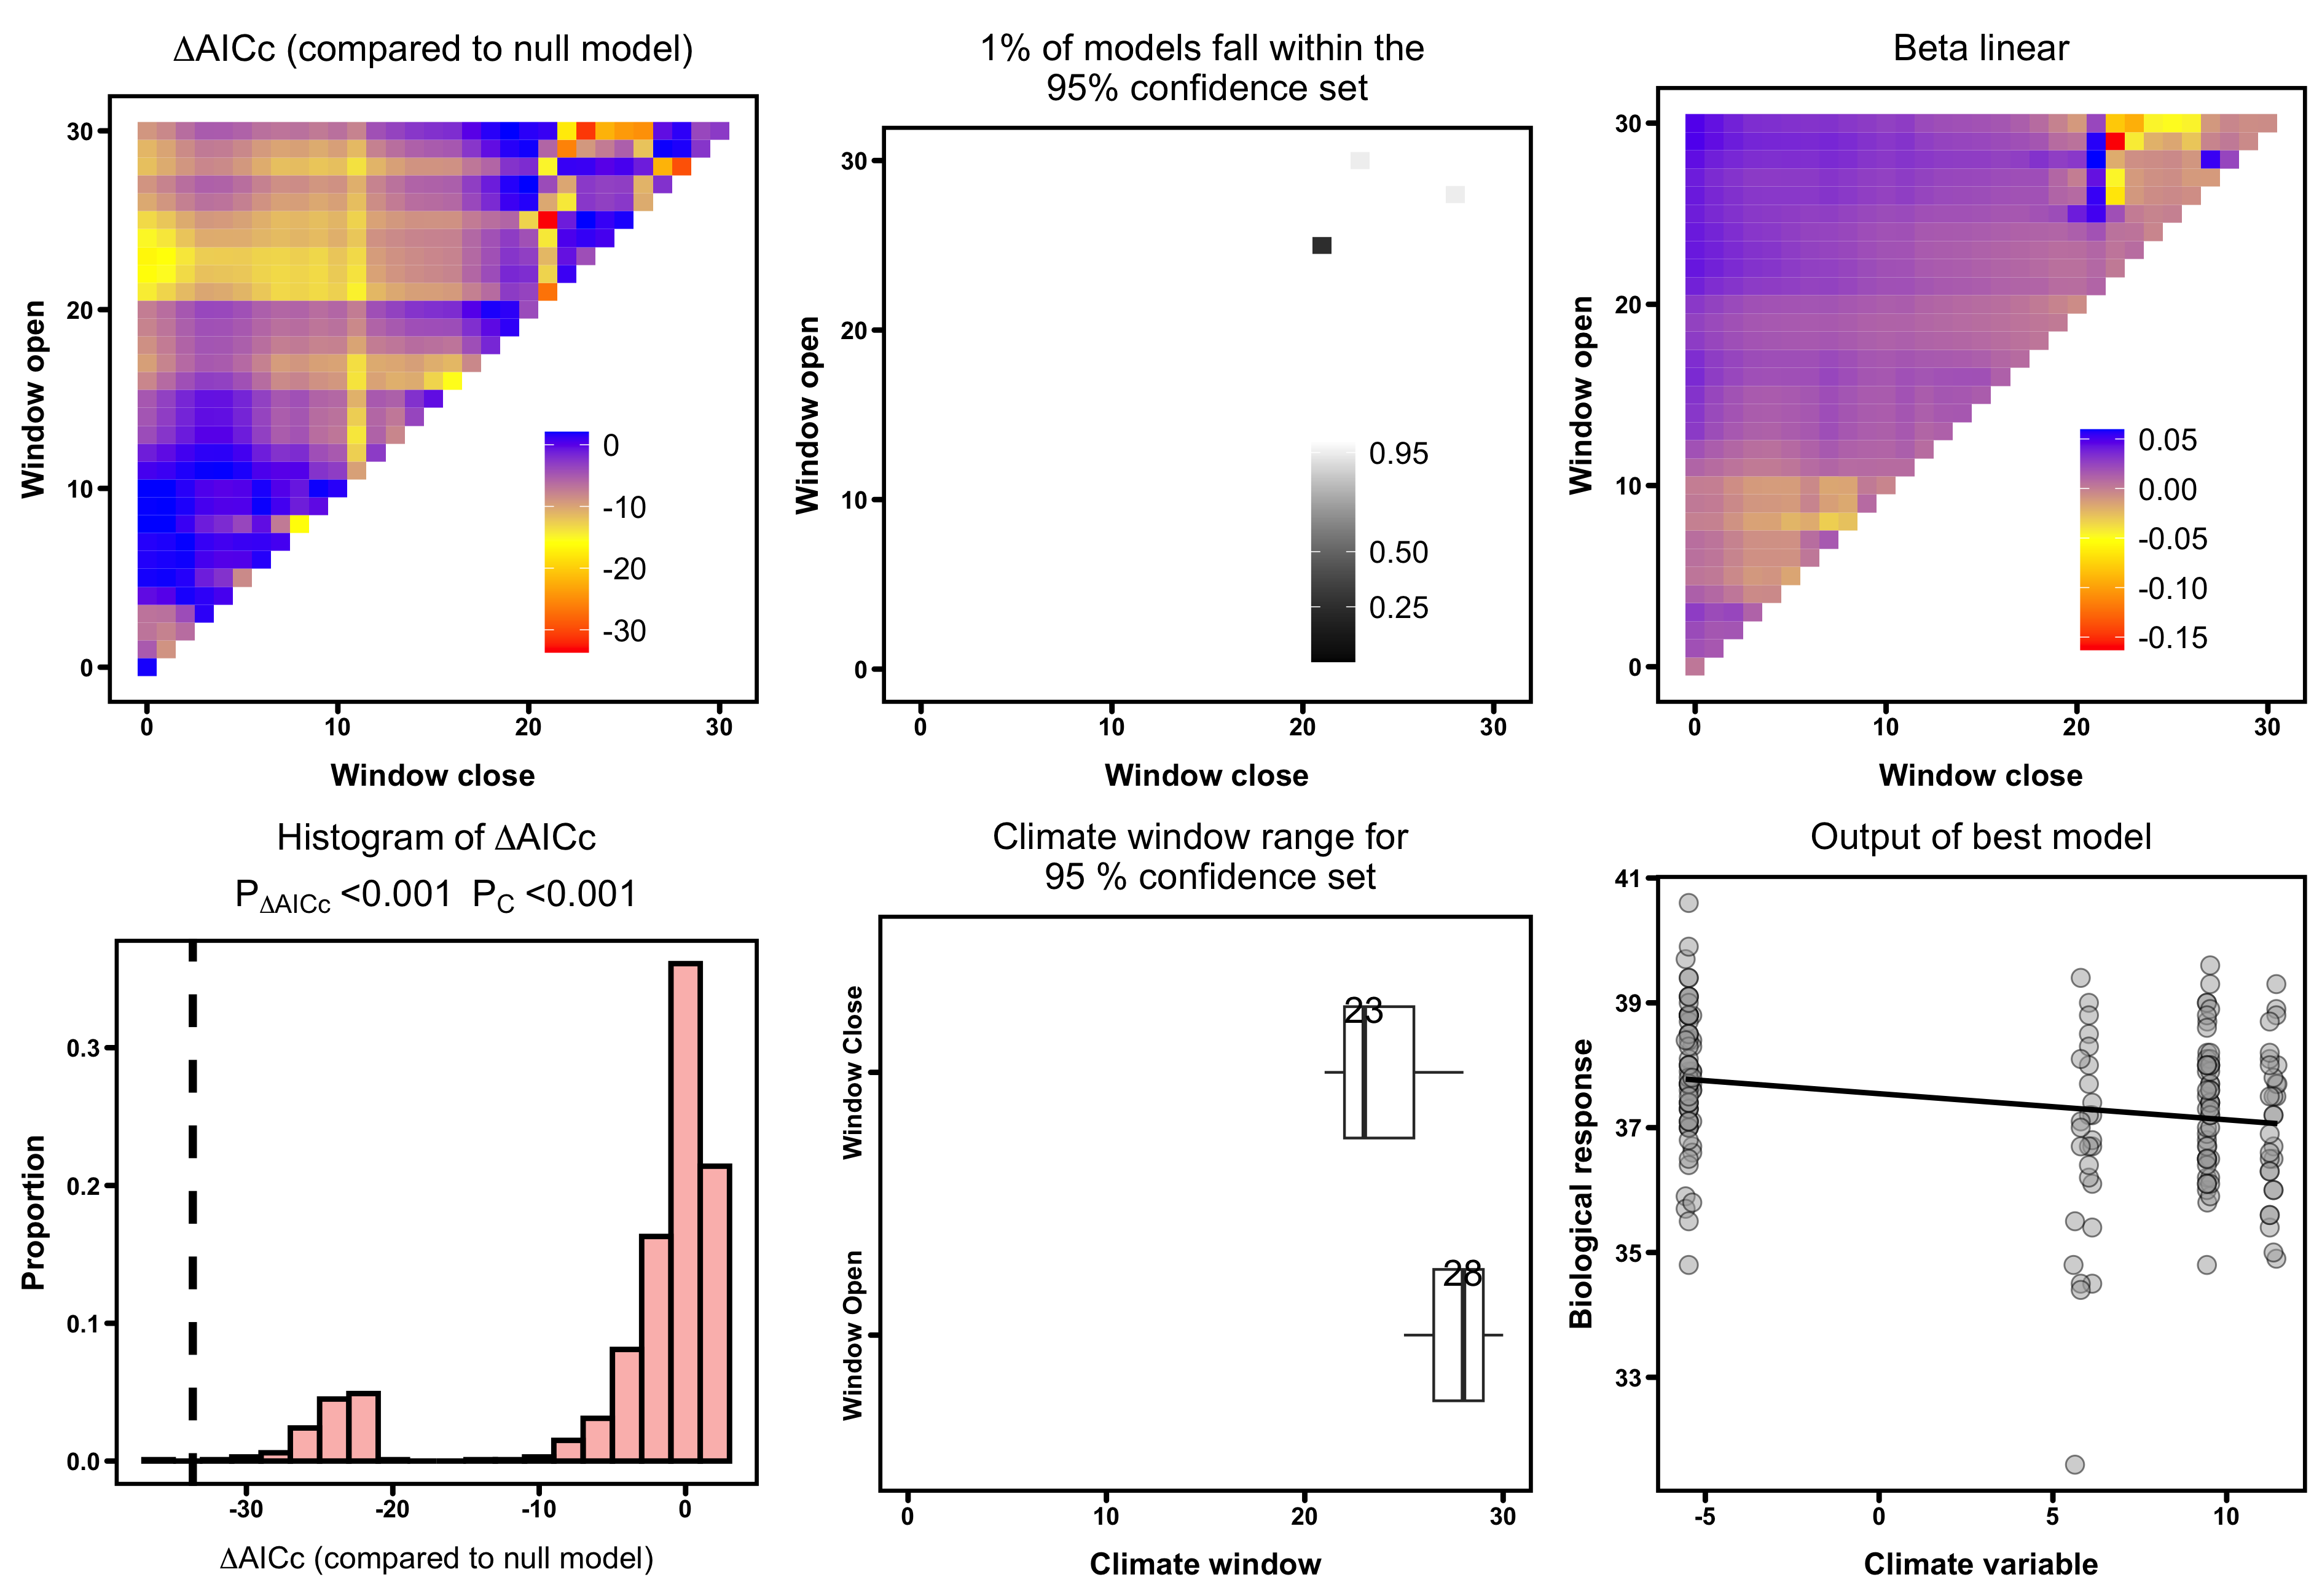 ΔAICc (compared to null model)
30
20
10
0
Window open
0
-10
-20
-30
0 10 20 30
Window close
1% of models fall within the
95% confidence set
30
20
10
0
Window open
0.95
0.50
0.25
0 10 20 30
Window close
Beta linear
30
20
10
0
Window open
0.05
0.00
-0.05
-0.10
-0.15
0 10 20 30
Window close
Histogram of ΔAICc
PΔAICc <0.001 PC <0.001
0.3
0.2
0.1
0.0
Proportion
-30 -20 -10 0
ΔAICc (compared to null model)
Climate window range for
95 % confidence set
Window Close
23
Window Open
28
0 10 20 30
Climate window
Output of best model
41
39
37
35
33
Biological response
-5 0 5 10
Climate variable